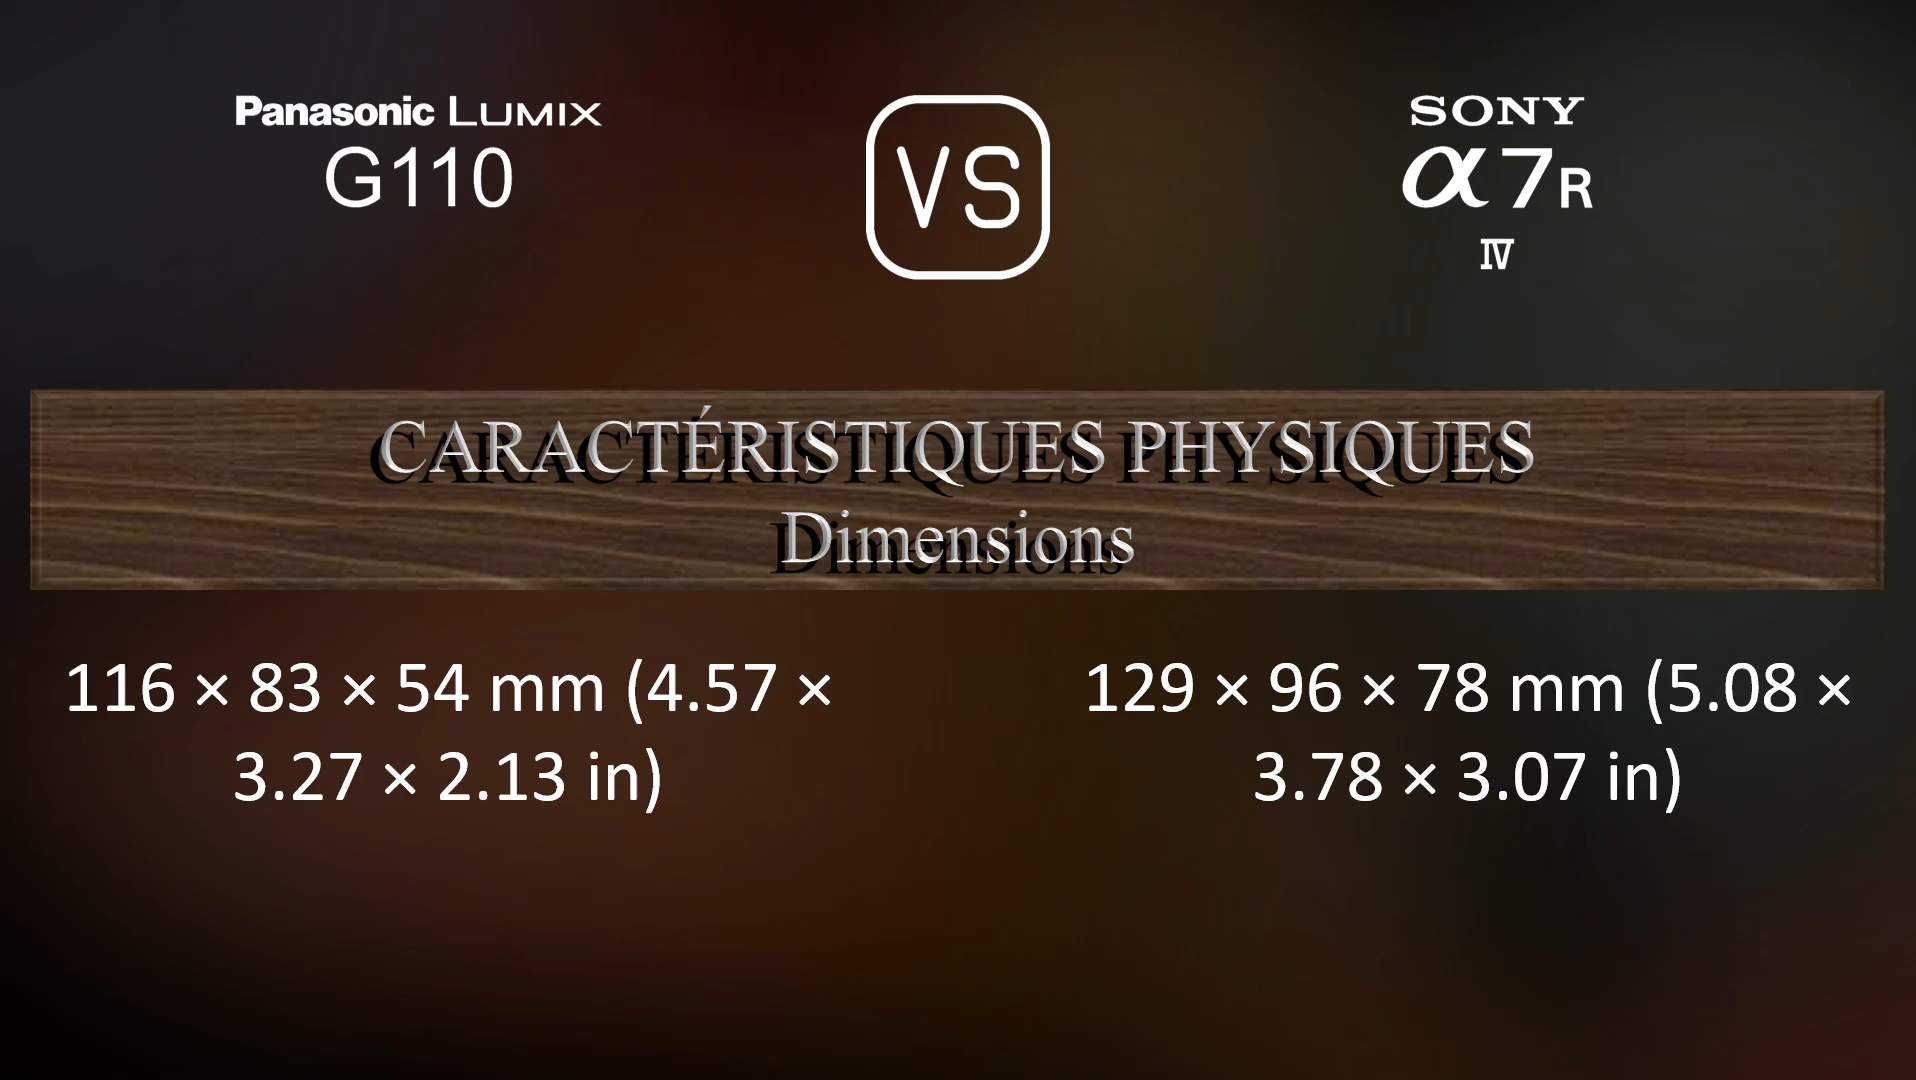 Panasonic LUMIX
G110
VS
SONY
α7R
IV
CARACTÉRISTIQUES PHYSIQUES
Dimensions
116 × 83 × 54 mm (4.57 ×
3.27 × 2.13 in)
129 × 96 × 78 mm (5.08 ×
3.78 × 3.07 in)